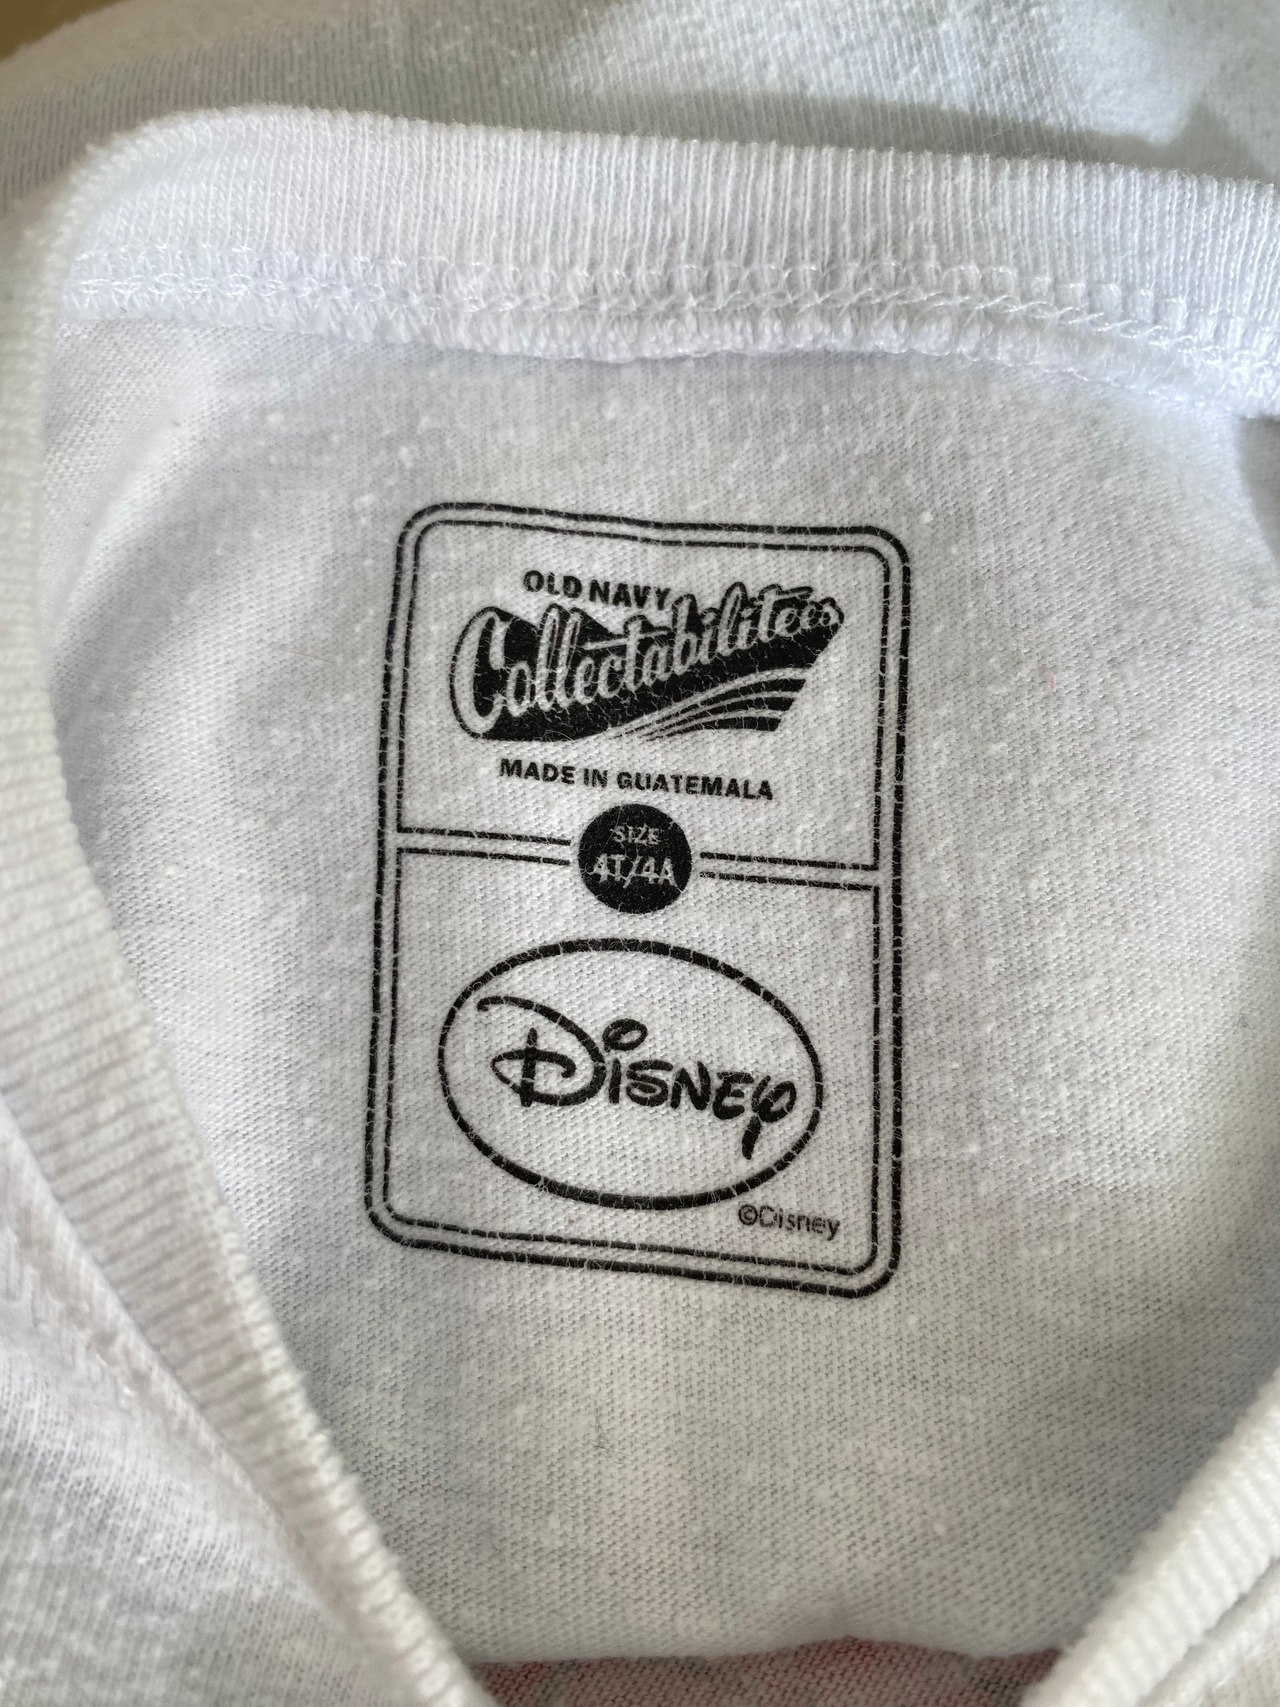 OLD NAVY
Collectabilitees
MADE IN GUATEMALA
SIZE
4T/4A
Disney
©Disney